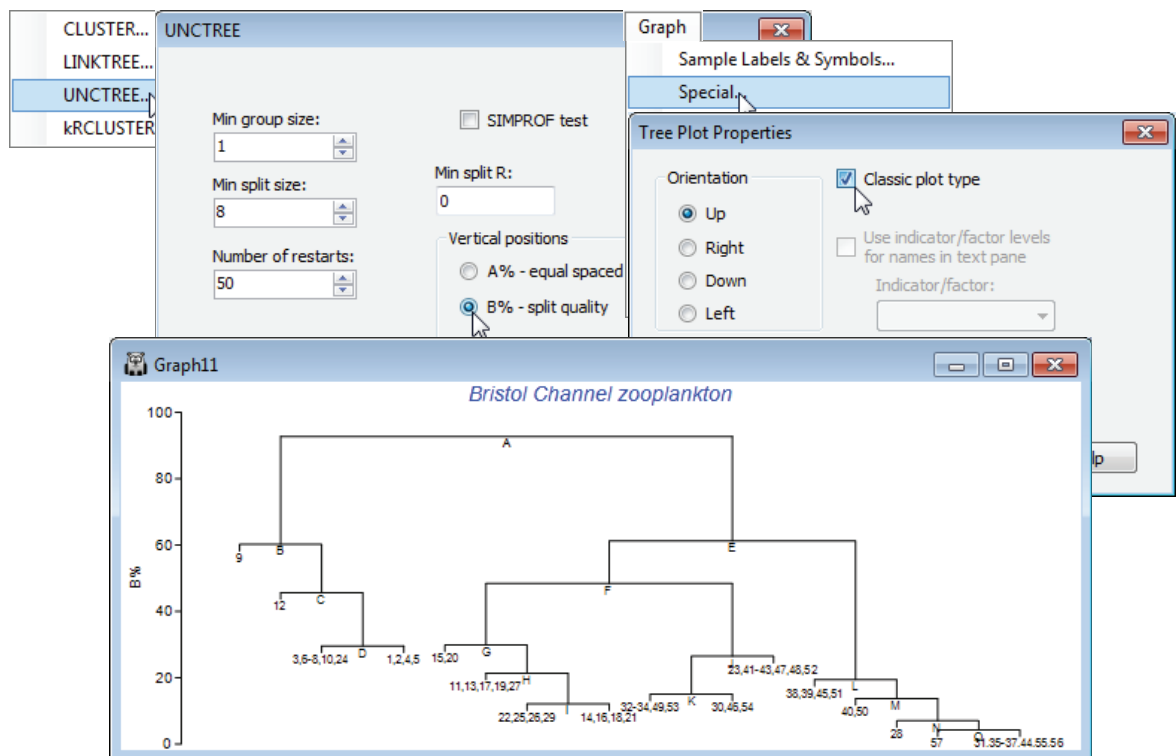 CLUSTER...
LINKTREE...
UNCTREE...
kRCLUSTER
UNCTREE
Min group size:
1
Min split size:
8
Number of restarts:
50
SIMPROF test
Min split R:
0
Vertical positions
A% - equal spaced
B% - split quality
Graph
Sample Labels & Symbols...
Special...
Tree Plot Properties
Orientation
Up
Right
Down
Left
Classic plot type
Use indicator/factor levels
for names in text pane
Indicator/factor:
lp
Graph11
Bristol Channel zooplankton
B%
100
80
60
40
20
0
A
B
9
E
C
12
F
D
3,6-8,10,24
1,2,4,5
G
15,20
H
11,13,17,19,27
I
22,25,26,29
14,16,18,21
J
23,41-43,47,48,52
K
32-34,49,53
30,46,54
L
38,39,45,51
M
40,50
N
28
O
57
31,35-37,44,55,56